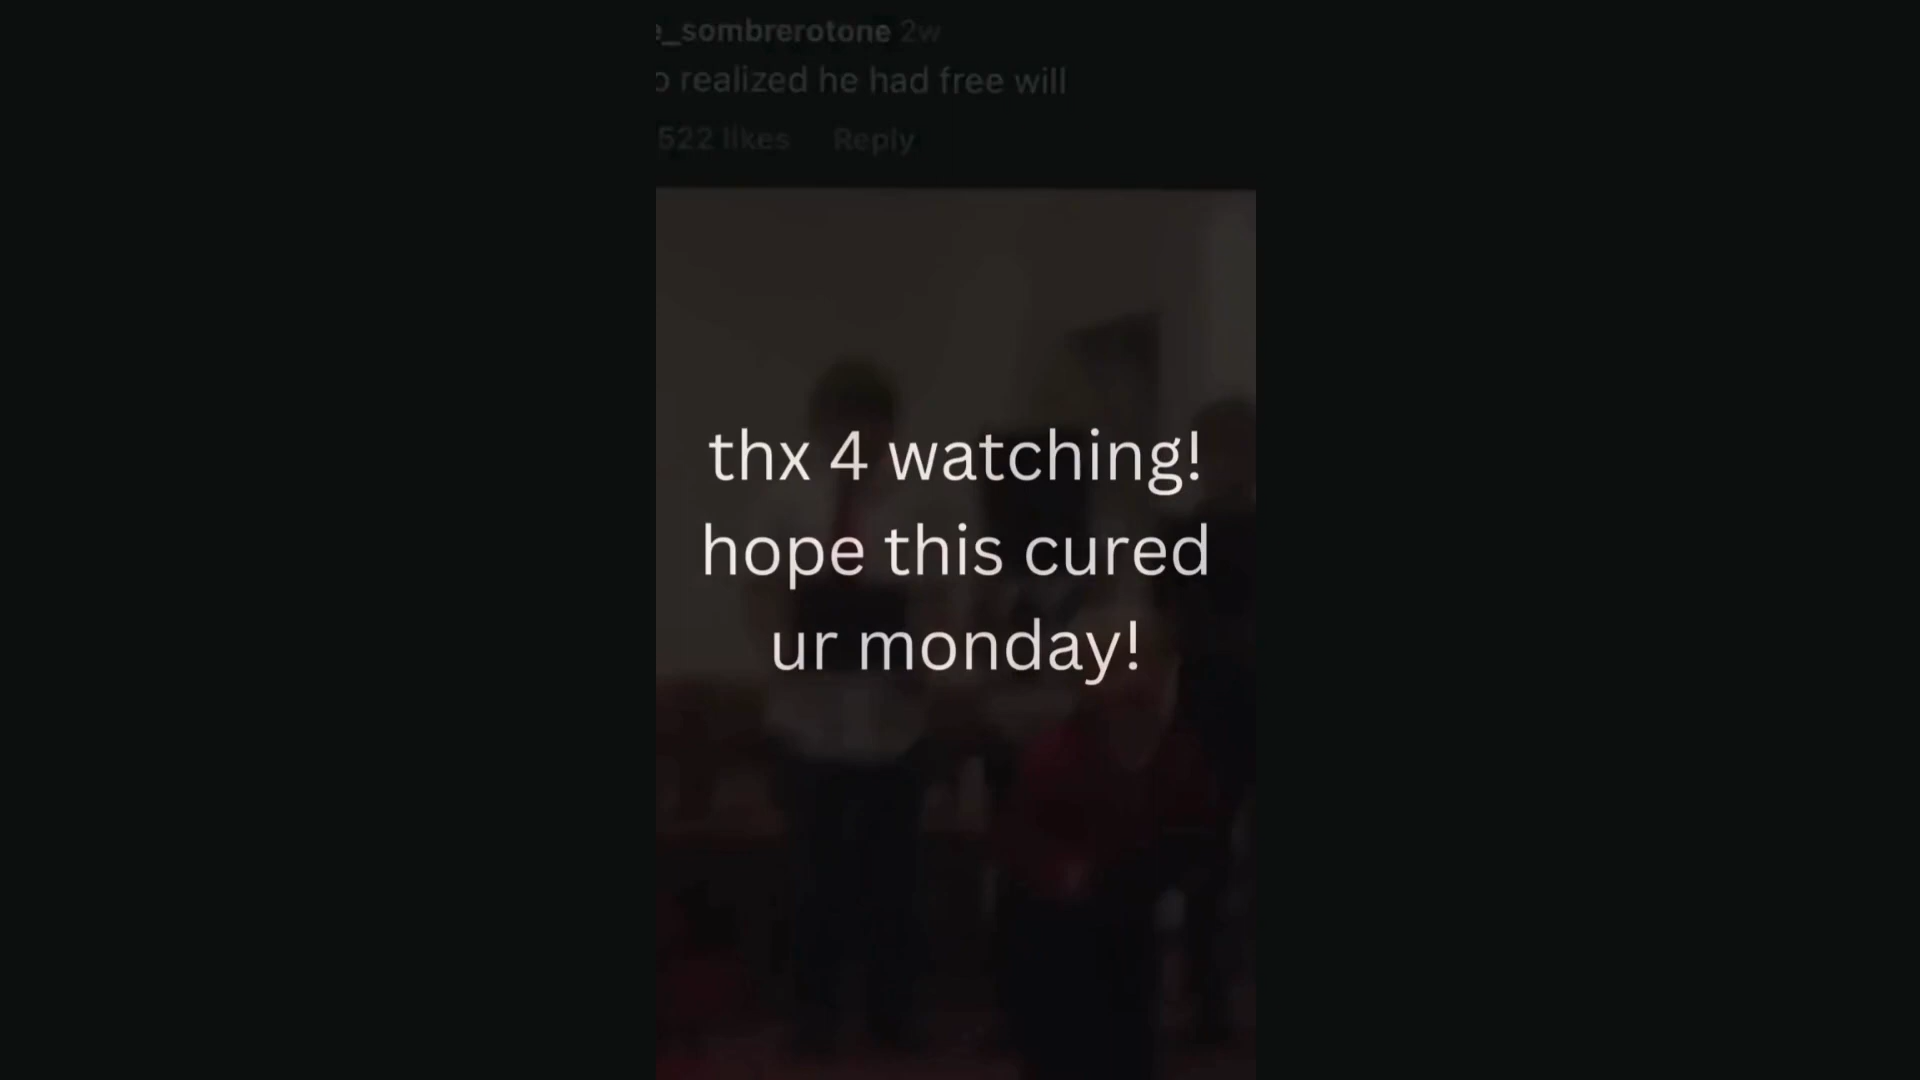 _sombrerotone 2w
realized he had free will
522 likes Reply
thx 4 watching!
hope this cured
ur monday!